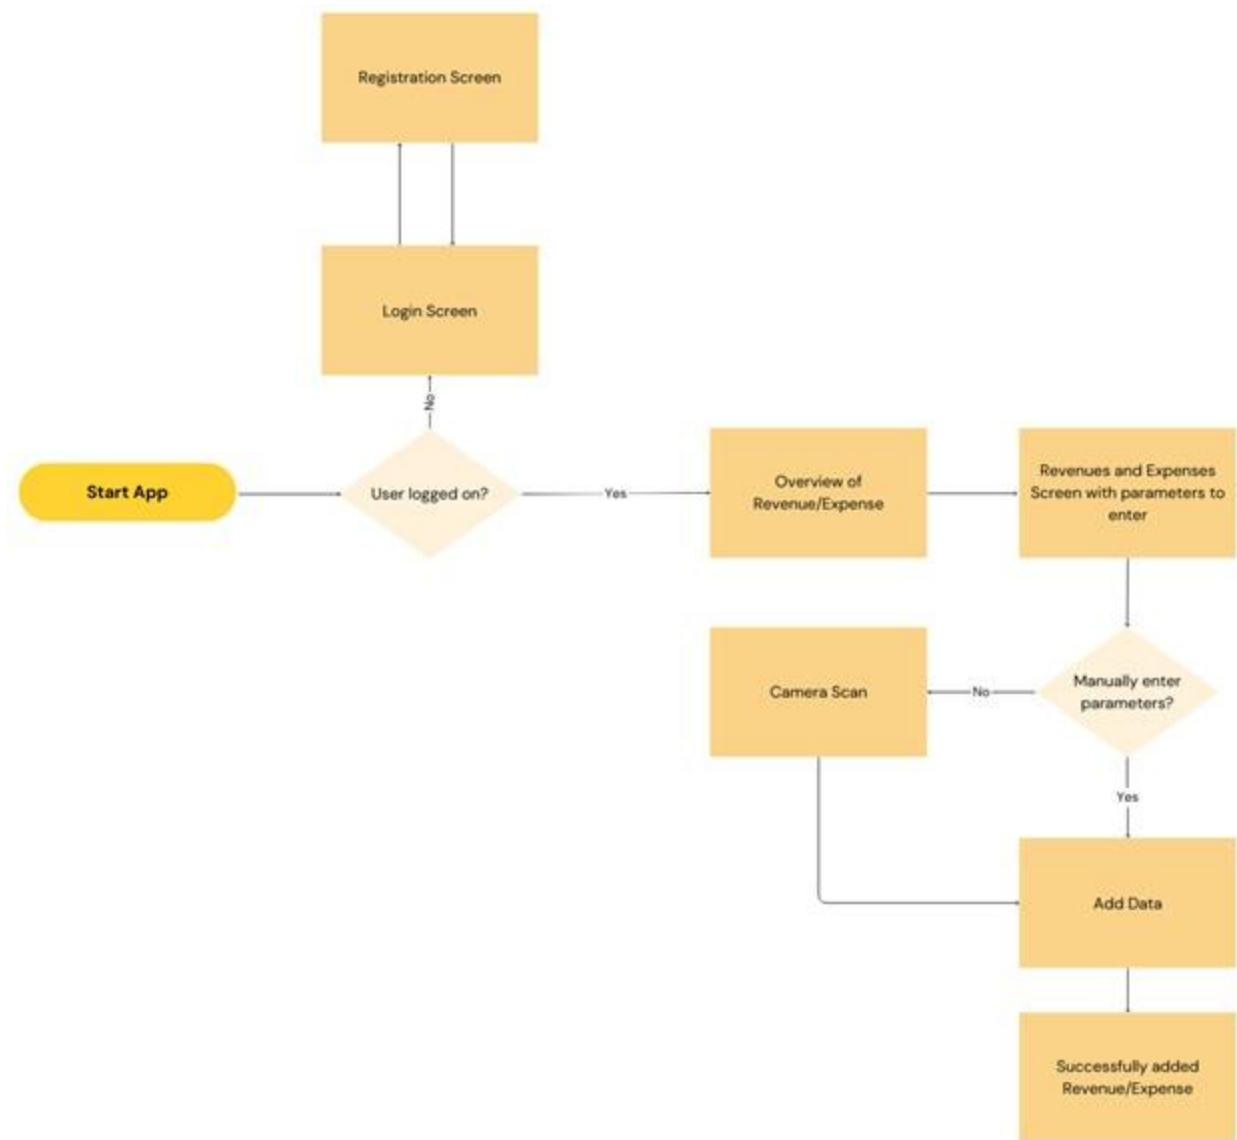 Registration Screen
Login Screen
No
Start App
User logged on?
Yes
Overview of
Revenue/Expense
Revenues and Expenses
Screen with parameters to
enter
Camera Scan
No
Manually enter
parameters?
Yes
Add Data
Successfully added
Revenue/Expense